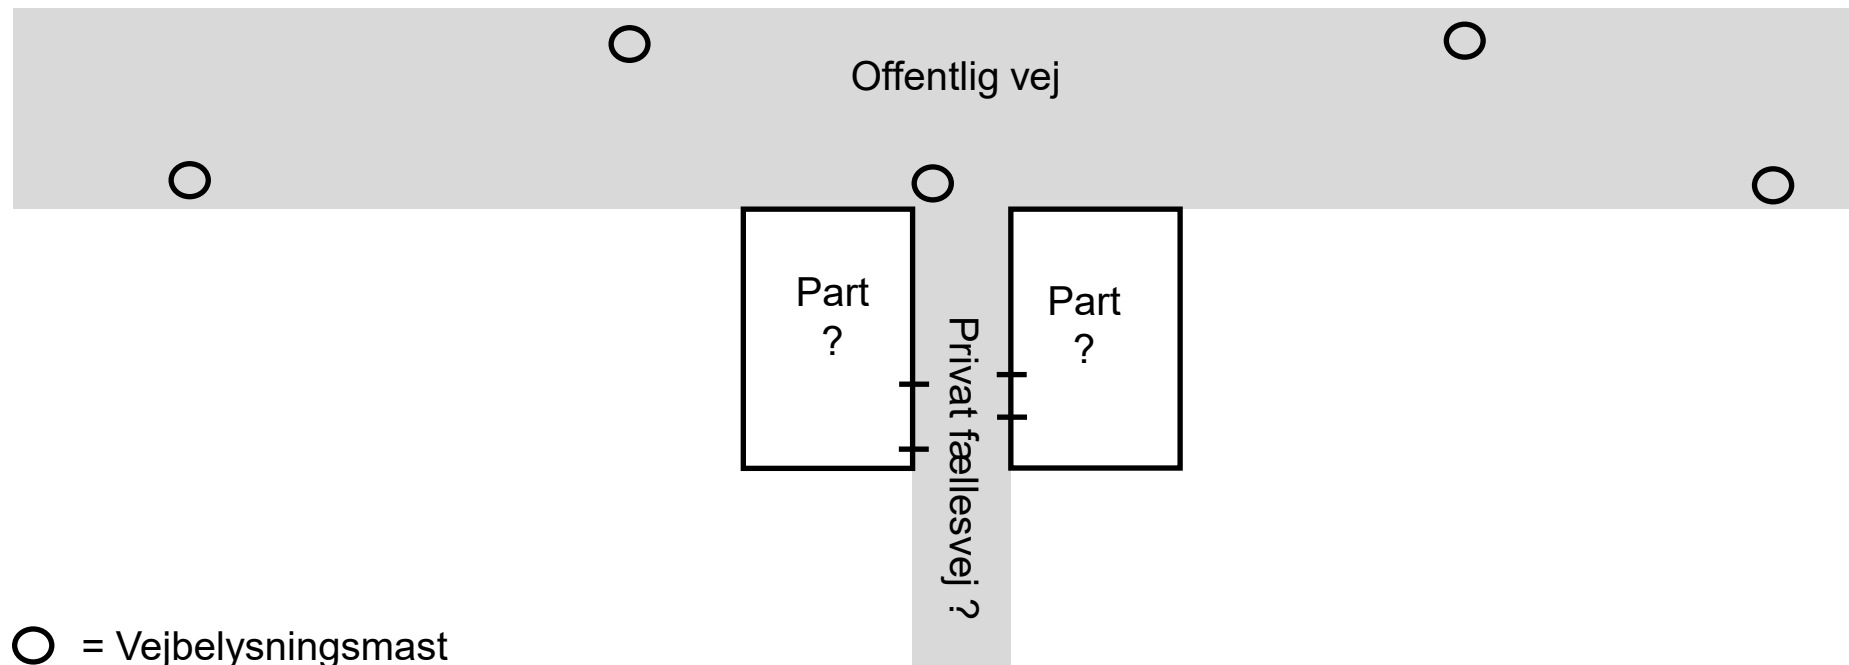 Offentlig vej
Part
?
Part
?
Privat fællesvej ?
= Vejbelysningsmast